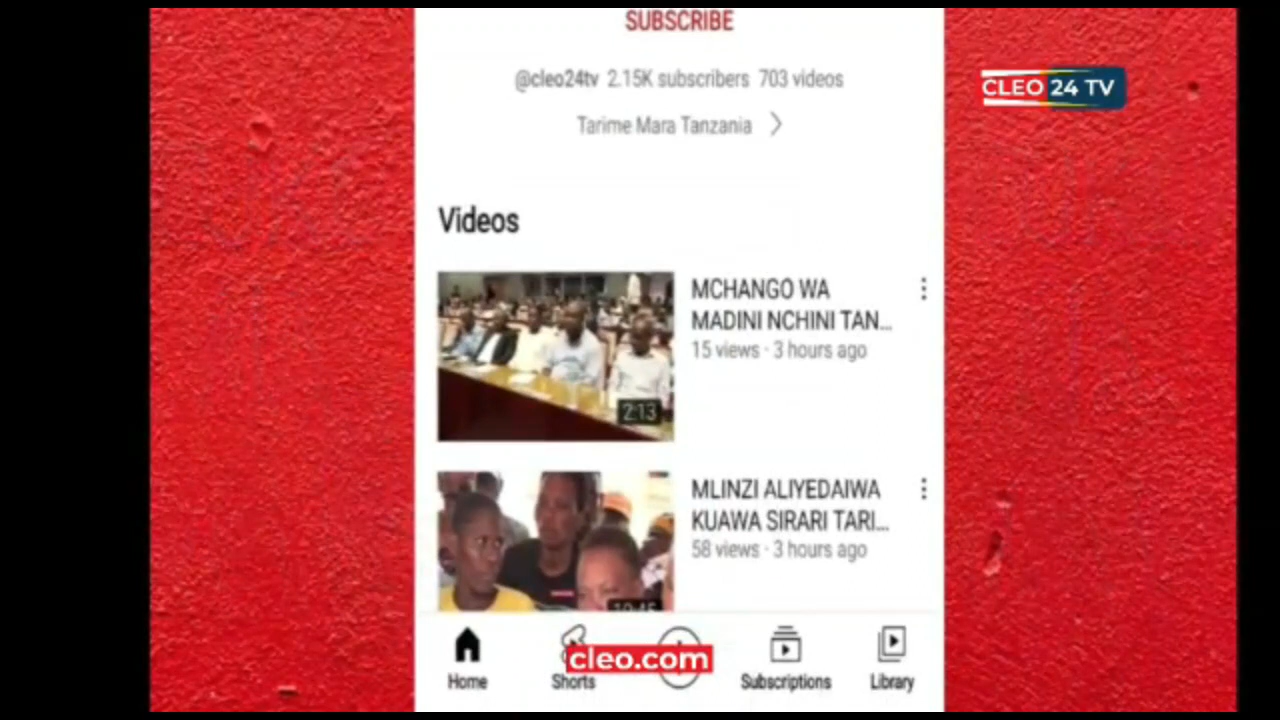 SUBSCRIBE
@cleo24tv 2.15K subscribers 703 videos
CLEO 24 TV
Tarime Mara Tanzania
Videos
MCHANGO WA
MADINI NCHINI TAN...
15 views · 3 hours ago
2:13
MLINZI ALIYEDAIWA
KUAWA SIRARI TARI...
58 views · 3 hours ago
10:45
cleo.com
Home
Shorts
Subscriptions
Library